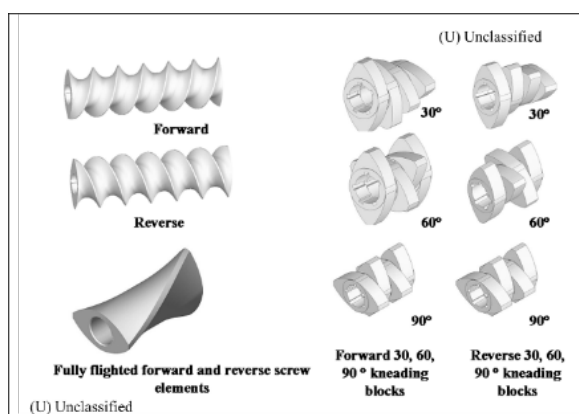 (U) Unclassified
Forward
30°
30°
Reverse
60°
60°
90°
90°
Fully flighted forward and reverse screw
elements
Forward 30, 60,
90 ° kneading
blocks
Reverse 30, 60,
90 ° kneading
blocks
(U) Unclassified